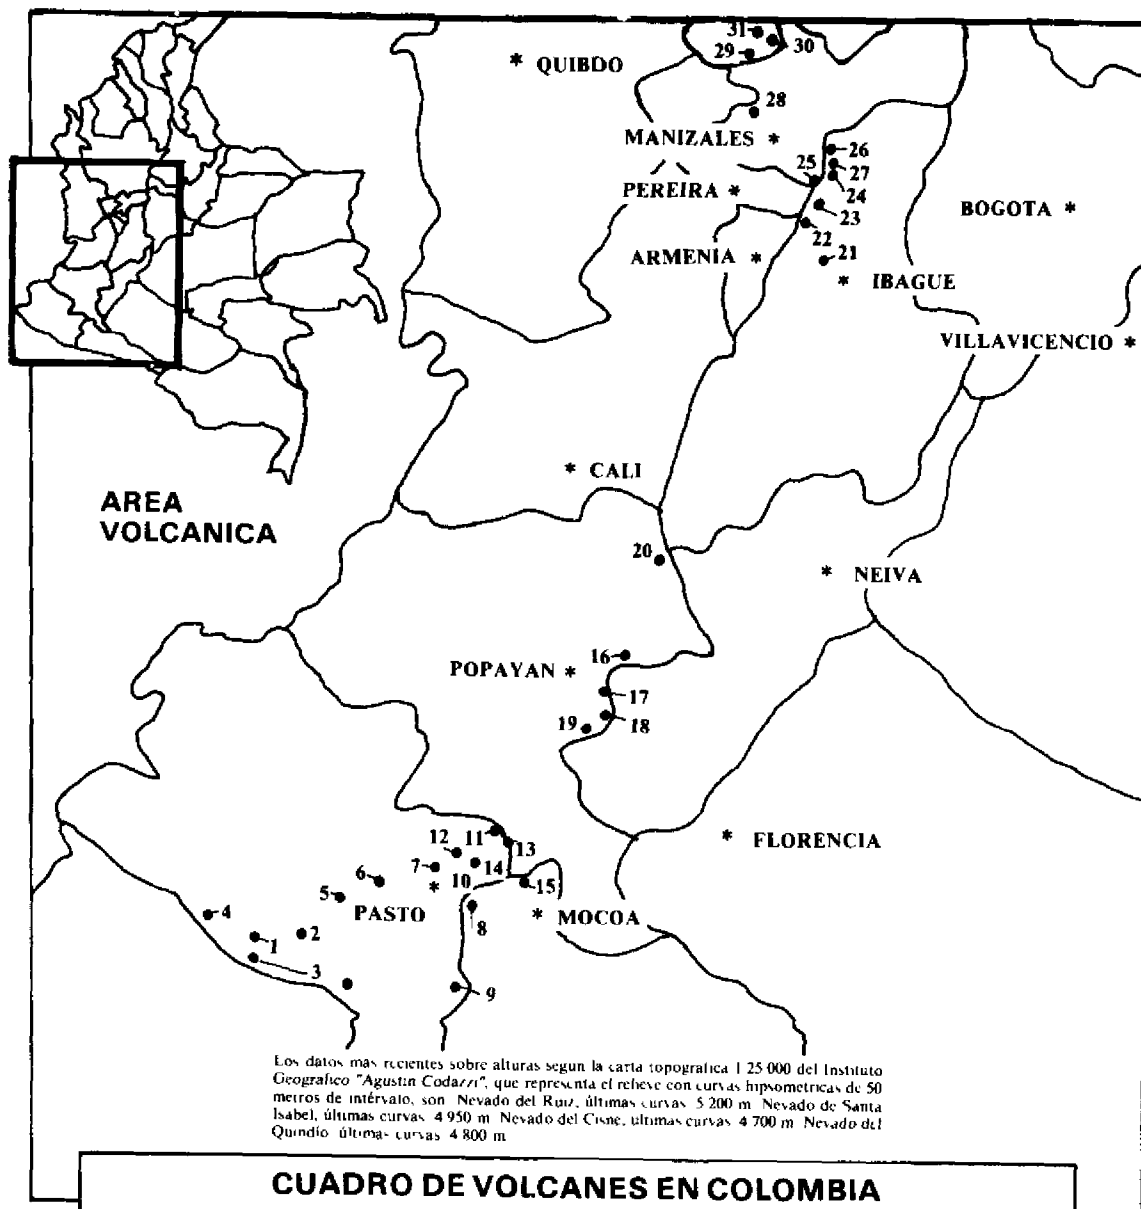 31
30
29
* QUIBDO
28
MANIZALES *
26
25
27
PEREIRA *
24
BOGOTA *
23
22
21
ARMENIA *
* IBAGUE
VILLAVICENCIO *
* CALI
AREA
VOLCANICA
20
* NEIVA
16
POPAYAN *
17
19
18
11
12
13
* FLORENCIA
7
14
6
10
15
5
*
PASTO
4
8
* MOCOA
1
2
3
9
Los datos mas recientes sobre alturas segun la carta topografica 1 25 000 del Instituto
Geografico "Agustin Codazzi", que representa el relieve con curvas hipsometricas de 50
metros de intérvalo, son Nevado del Ruiz, últimas curvas 5 200 m Nevado de Santa
Isabel, últimas curvas 4 950 m Nevado del Cisne, ultimas curvas 4 700 m Nevado del
Quindío últimas curvas 4 800 m
CUADRO DE VOLCANES EN COLOMBIA